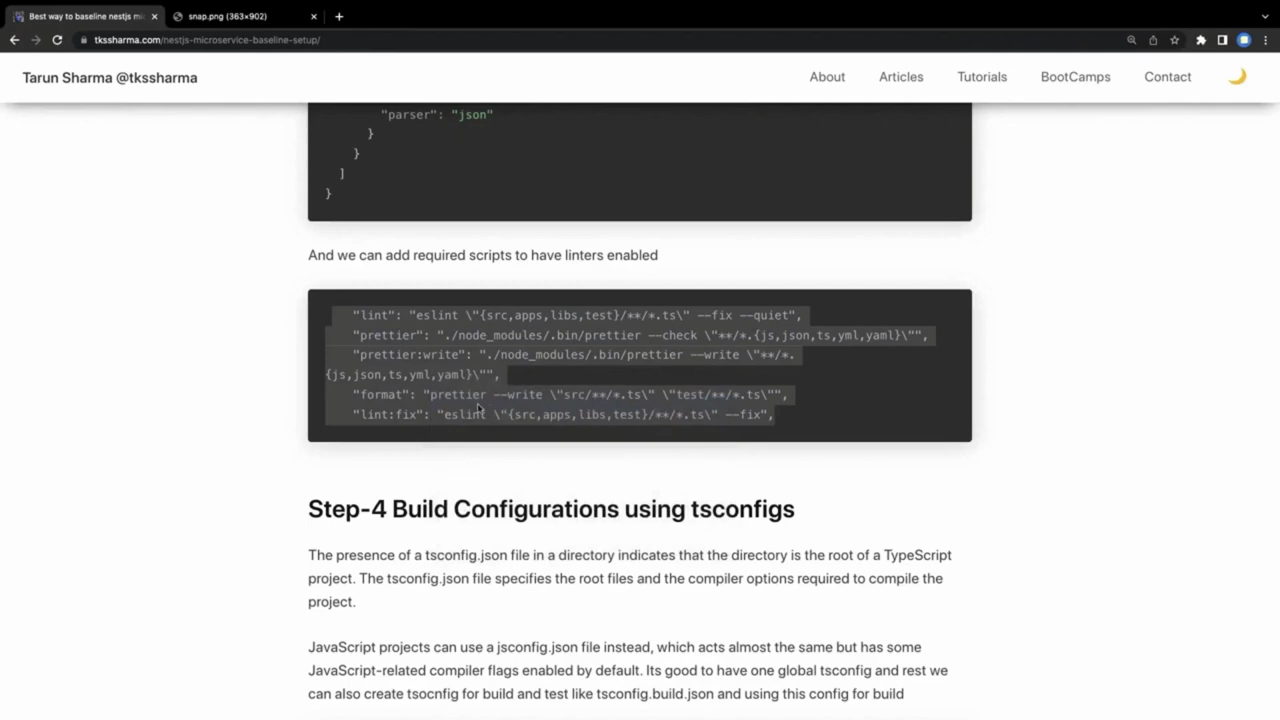 Best way to baseline nestjs mi
snap.png (363×902)
tkssharma.com/nestjs-microservice-baseline-setup/
Tarun Sharma @tkssharma
About Articles Tutorials BootCamps Contact
"parser": "json"
}
}
]
}
And we can add required scripts to have linters enabled
"lint": "eslint \"{src,apps,libs,test}/**/*.ts\" --fix --quiet",
"prettier": "./node_modules/.bin/prettier --check \"**/*.{js,json,ts,yml,yaml}\"",
"prettier:write": "./node_modules/.bin/prettier --write \"**/*.
{js,json,ts,yml,yaml}\"",
"format": "prettier --write \"src/**/*.ts\" \"test/**/*.ts\"",
"lint:fix": "eslint \"{src,apps,libs,test}/**/*.ts\" --fix",
Step-4 Build Configurations using tsconfigs
The presence of a tsconfig.json file in a directory indicates that the directory is the root of a TypeScript
project. The tsconfig.json file specifies the root files and the compiler options required to compile the
project.
JavaScript projects can use a jsconfig.json file instead, which acts almost the same but has some
JavaScript-related compiler flags enabled by default. Its good to have one global tsconfig and rest we
can also create tsocnfig for build and test like tsconfig.build.json and using this config for build